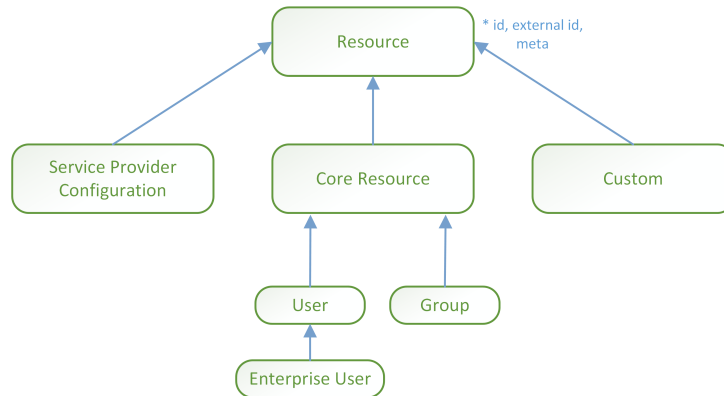 Resource
* id, external id,
meta
Service Provider
Configuration
Core Resource
Custom
User
Group
Enterprise User